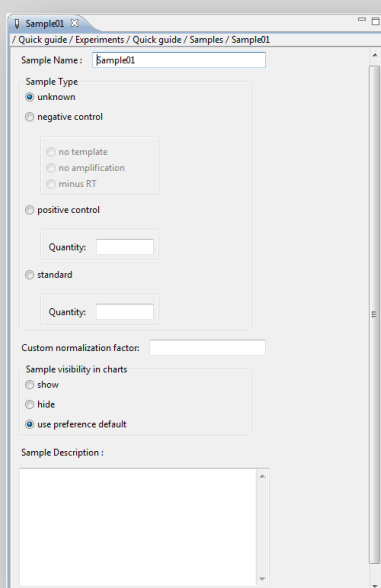 Sample01
/ Quick guide / Experiments / Quick guide / Samples / Sample01
Sample Name : Sample01
Sample Type
unknown
negative control
no template
no amplification
minus RT
positive control
Quantity:
standard
Quantity:
Custom normalization factor:
Sample visibility in charts
show
hide
use preference default
Sample Description :